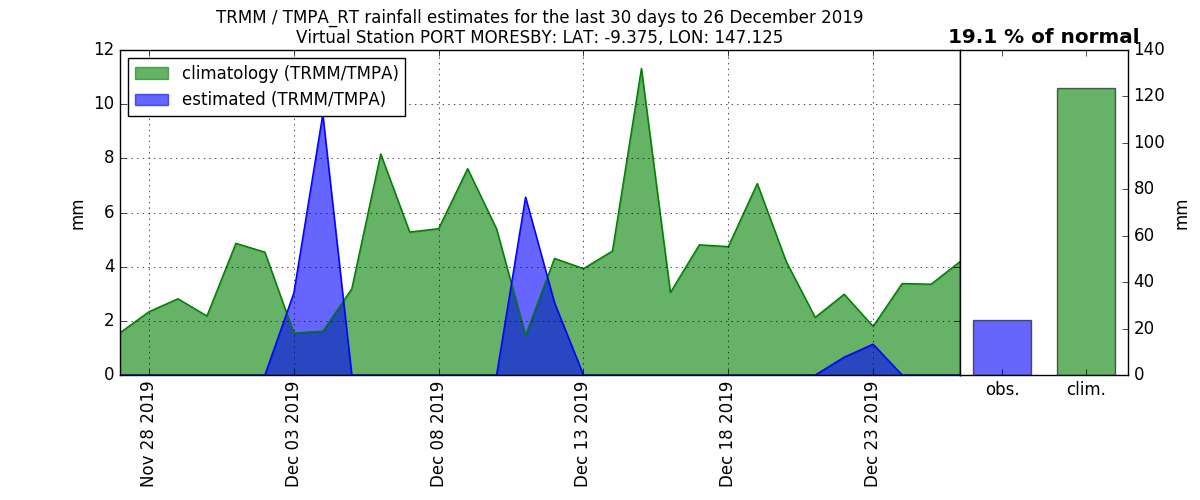 TRMM / TMPA_RT rainfall estimates for the last 30 days to 26 December 2019
Virtual Station PORT MORESBY: LAT: -9.375, LON: 147.125
19.1 % of normal
climatology (TRMM/TMPA)
estimated (TRMM/TMPA)
12
10
8
6
4
2
0
mm
Nov 28 2019
Dec 03 2019
Dec 08 2019
Dec 13 2019
Dec 18 2019
Dec 23 2019
140
120
100
80
60
40
20
0
mm
obs.
clim.